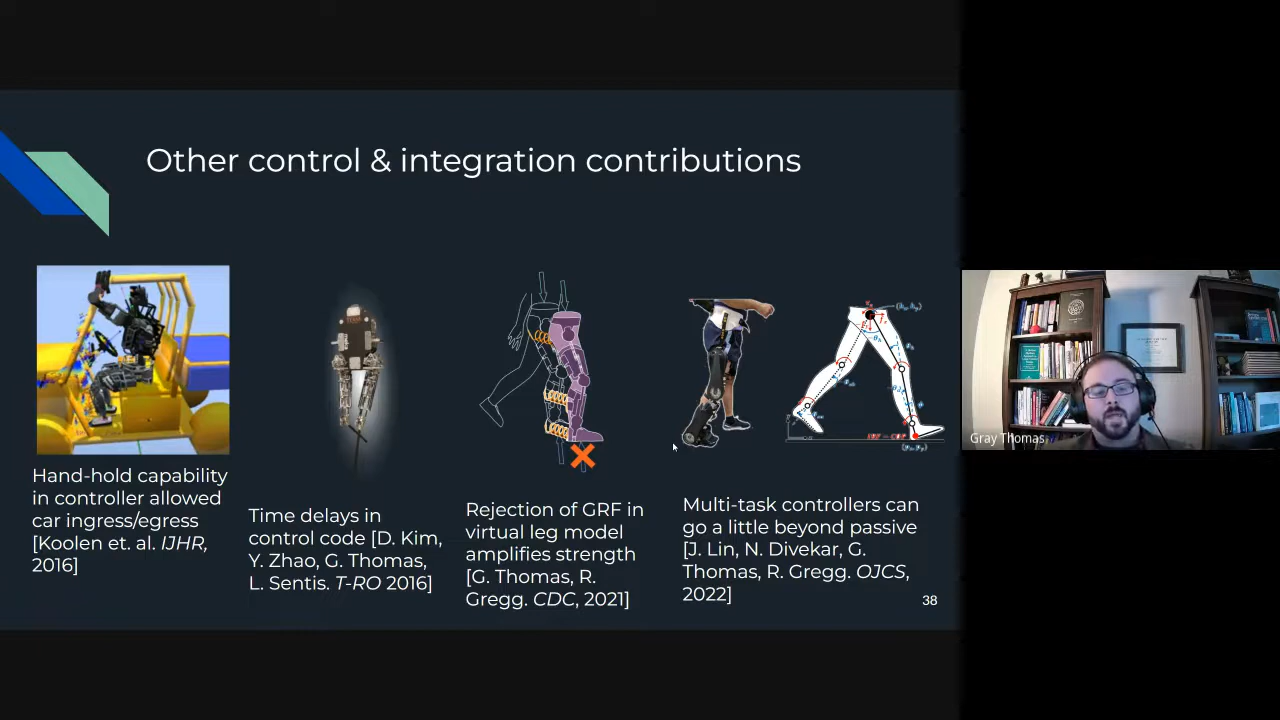 Other control & integration contributions
Hand-hold capability
in controller allowed
car ingress/egress
[Koolen et. al. IJHR,
2016]
Time delays in
control code [D. Kim,
Y. Zhao, G. Thomas,
L. Sentis. T-RO 2016]
Rejection of GRF in
virtual leg model
amplifies strength
[G. Thomas, R.
Gregg. CDC, 2021]
Multi-task controllers can
go a little beyond passive
[J. Lin, N. Divekar, G.
Thomas, R. Gregg. OJCS,
2022]
38
Gray Thomas